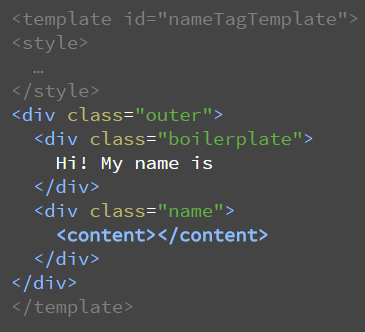 <template id="nameTagTemplate">
<style>
  …
</style>
<div class="outer">
  <div class="boilerplate">
    Hi! My name is
  </div>
  <div class="name">
    <content></content>
  </div>
</div>
</template>